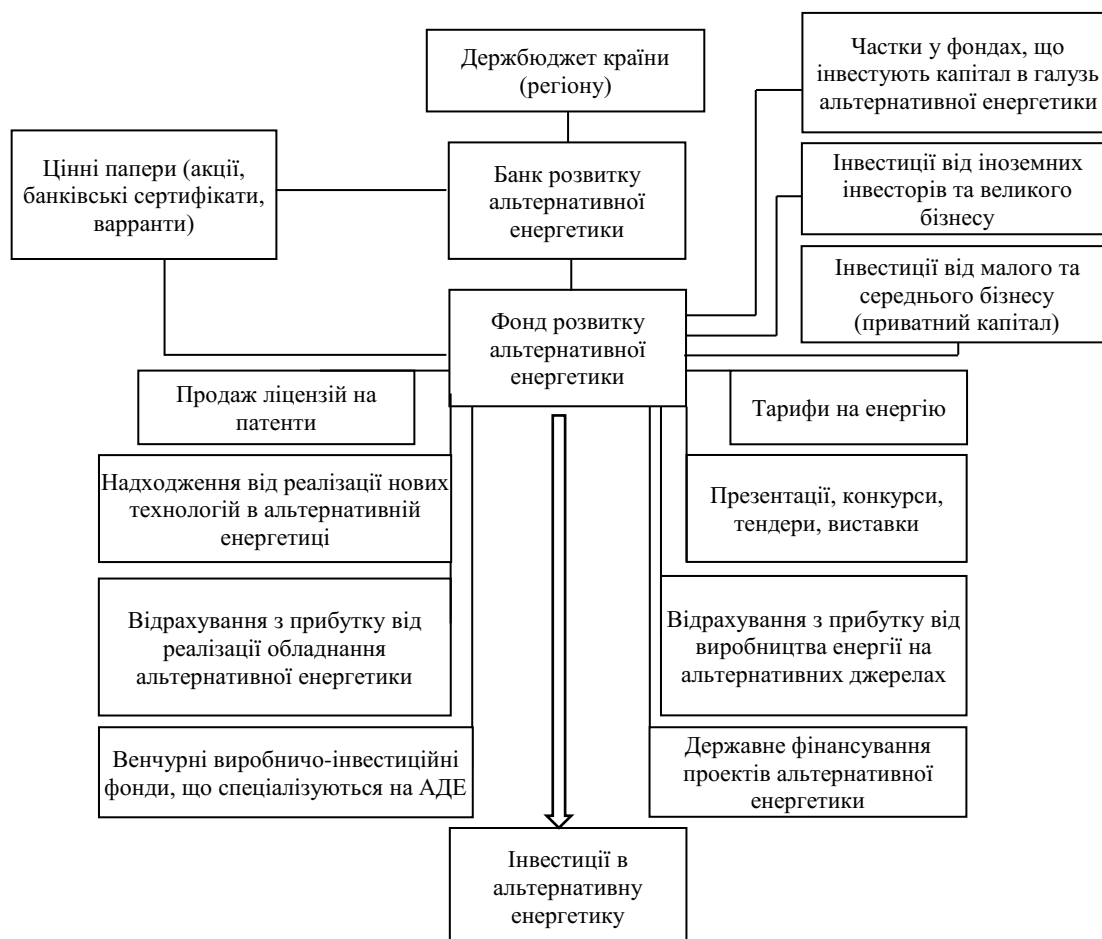 Держбюджет країни
(регіону)
Частки у фондах, що
інвестують капітал в галузь
альтернативної енергетики
Цінні папери (акції,
банківські сертифікати,
варранти)
Банк розвитку
альтернативної
енергетики
Інвестиції від іноземних
інвесторів та великого
бізнесу
Інвестиції від малого та
середнього бізнесу
(приватний капітал)
Фонд розвитку
альтернативної
енергетики
Продаж ліцензій на
патенти
Тарифи на енергію
Надходження від реалізації нових
технологій в альтернативній
енергетиці
Презентації, конкурси,
тендери, виставки
Відрахування з прибутку від
реалізації обладнання
альтернативної енергетики
Відрахування з прибутку від
виробництва енергії на
альтернативних джерелах
Венчурні виробничо-інвестиційні
фонди, що спеціалізуються на АДЕ
Державне фінансування
проектів альтернативної
енергетики
Інвестиції в
альтернативну
енергетику